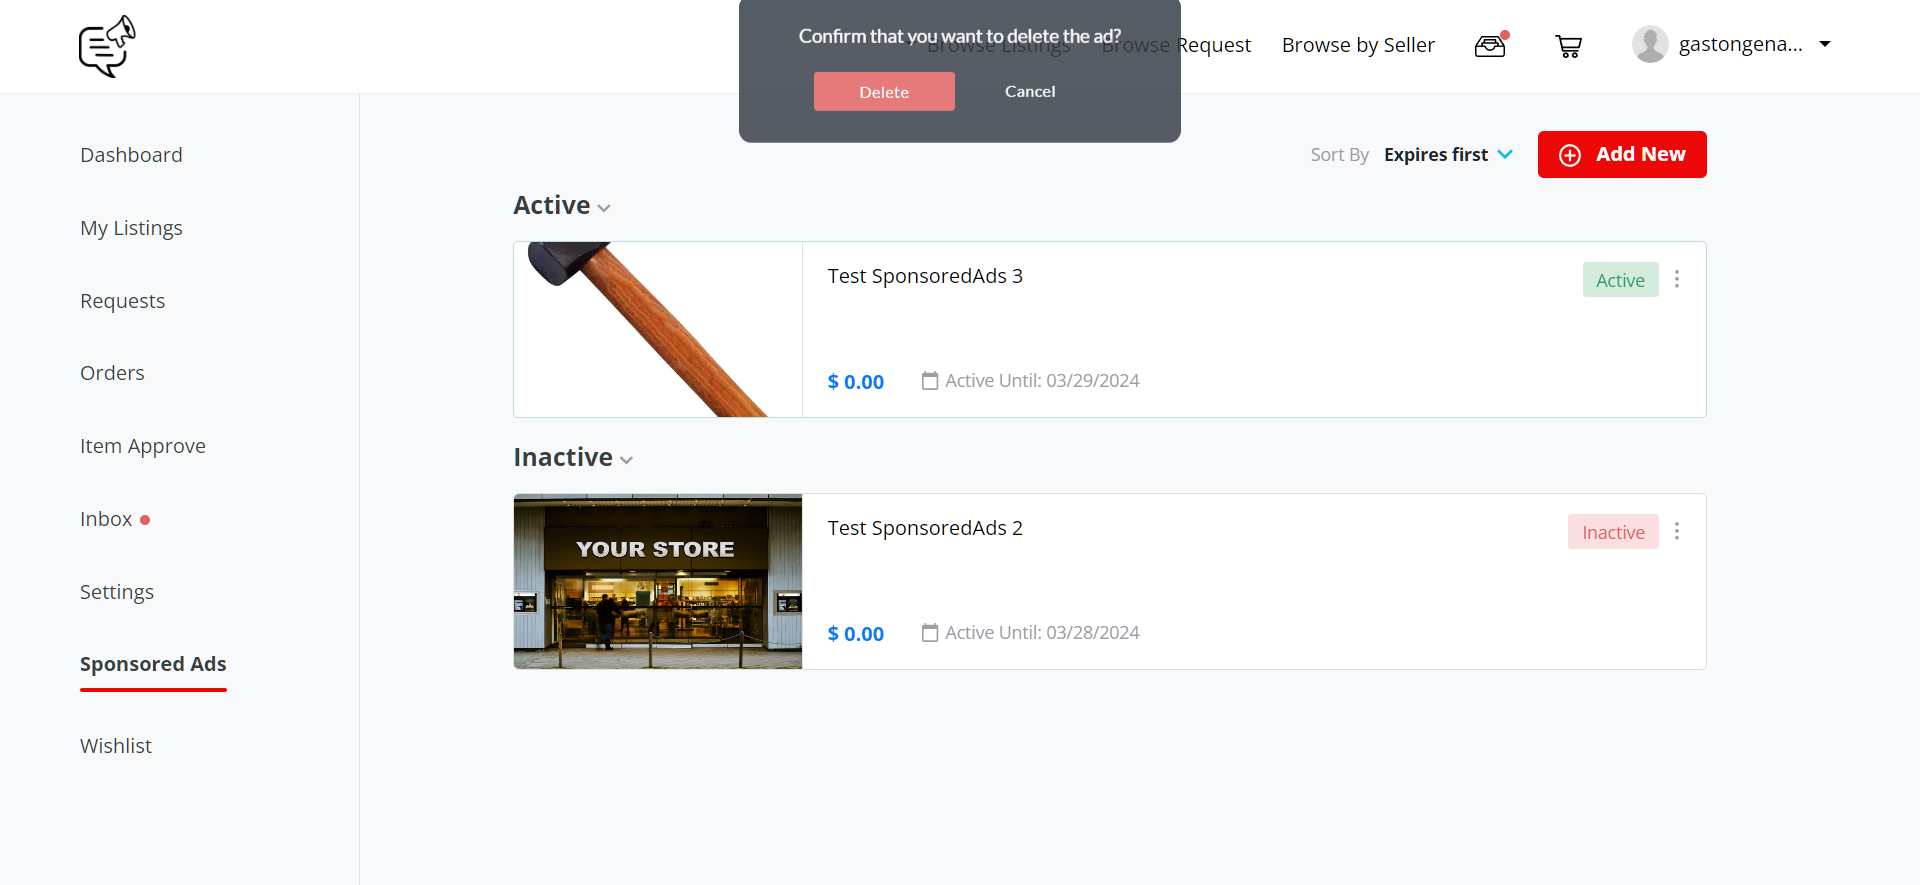 Confirm that you want to delete the ad?
Delete
Cancel
Browse Listings
Browse Request
Browse by Seller
gastongena...
Dashboard
My Listings
Requests
Orders
Item Approve
Inbox
Settings
Sponsored Ads
Wishlist
Sort By
Expires first
Add New
Active
Test SponsoredAds 3
Active
$ 0.00
Active Until: 03/29/2024
Inactive
YOUR STORE
Test SponsoredAds 2
Inactive
$ 0.00
Active Until: 03/28/2024